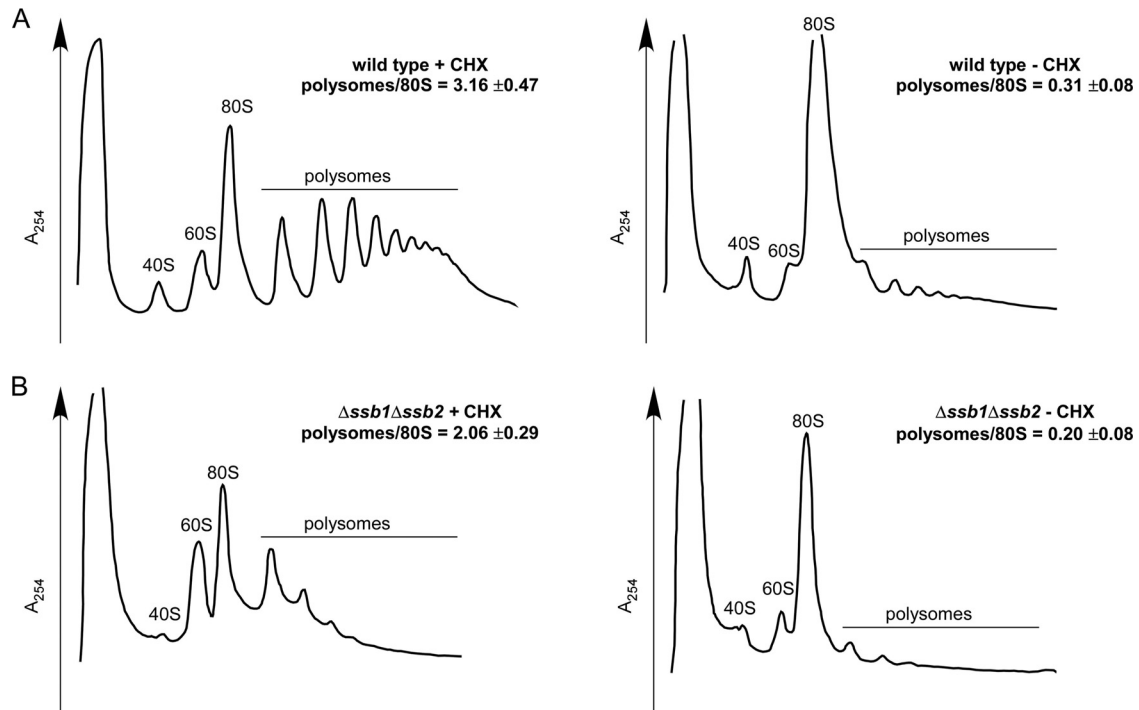 A
wild type + CHX
polysomes/80S = 3.16 ±0.47
80S
polysomes
60S
40S
A254
80S
wild type - CHX
polysomes/80S = 0.31 ±0.08
40S
60S
polysomes
A254
B
Δssb1Δssb2 + CHX
polysomes/80S = 2.06 ±0.29
80S
60S
polysomes
40S
A254
Δssb1Δssb2 - CHX
polysomes/80S = 0.20 ±0.08
80S
60S
40S
polysomes
A254